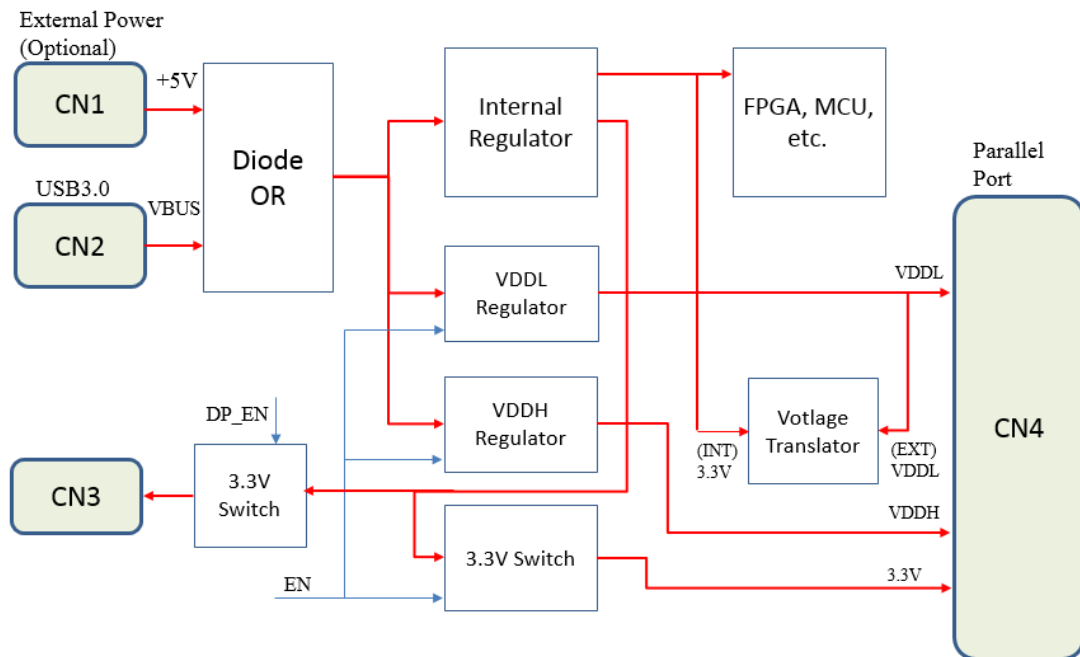 External Power
(Optional)
CN1
+5V
USB3.0
CN2
VBUS
Diode
OR
Internal
Regulator
FPGA, MCU,
etc.
Parallel
Port
VDDL
Regulator
VDDL
VDDH
Regulator
Votlage
Translator
(INT)
3.3V
(EXT)
VDDL
CN4
DP_EN
CN3
3.3V
Switch
VDDH
3.3V Switch
3.3V
EN